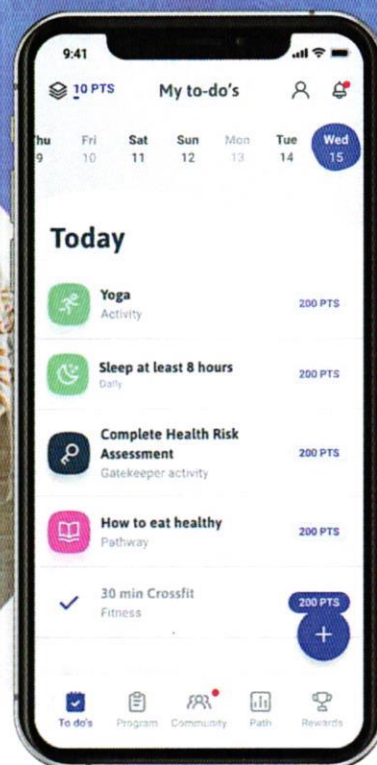 9:41
10 PTS
My to-do's
hu Fri Sat Sun Mon Tue Wed
9 10 11 12 13 14 15
Today
Yoga
Activity
200 PTS
Sleep at least 8 hours
Daily
200 PTS
Complete Health Risk
Assessment
Gatekeeper activity
200 PTS
How to eat healthy
Pathway
200 PTS
30 min Crossfit
Fitness
200 PTS
+
To do's Program Community Path Rewards